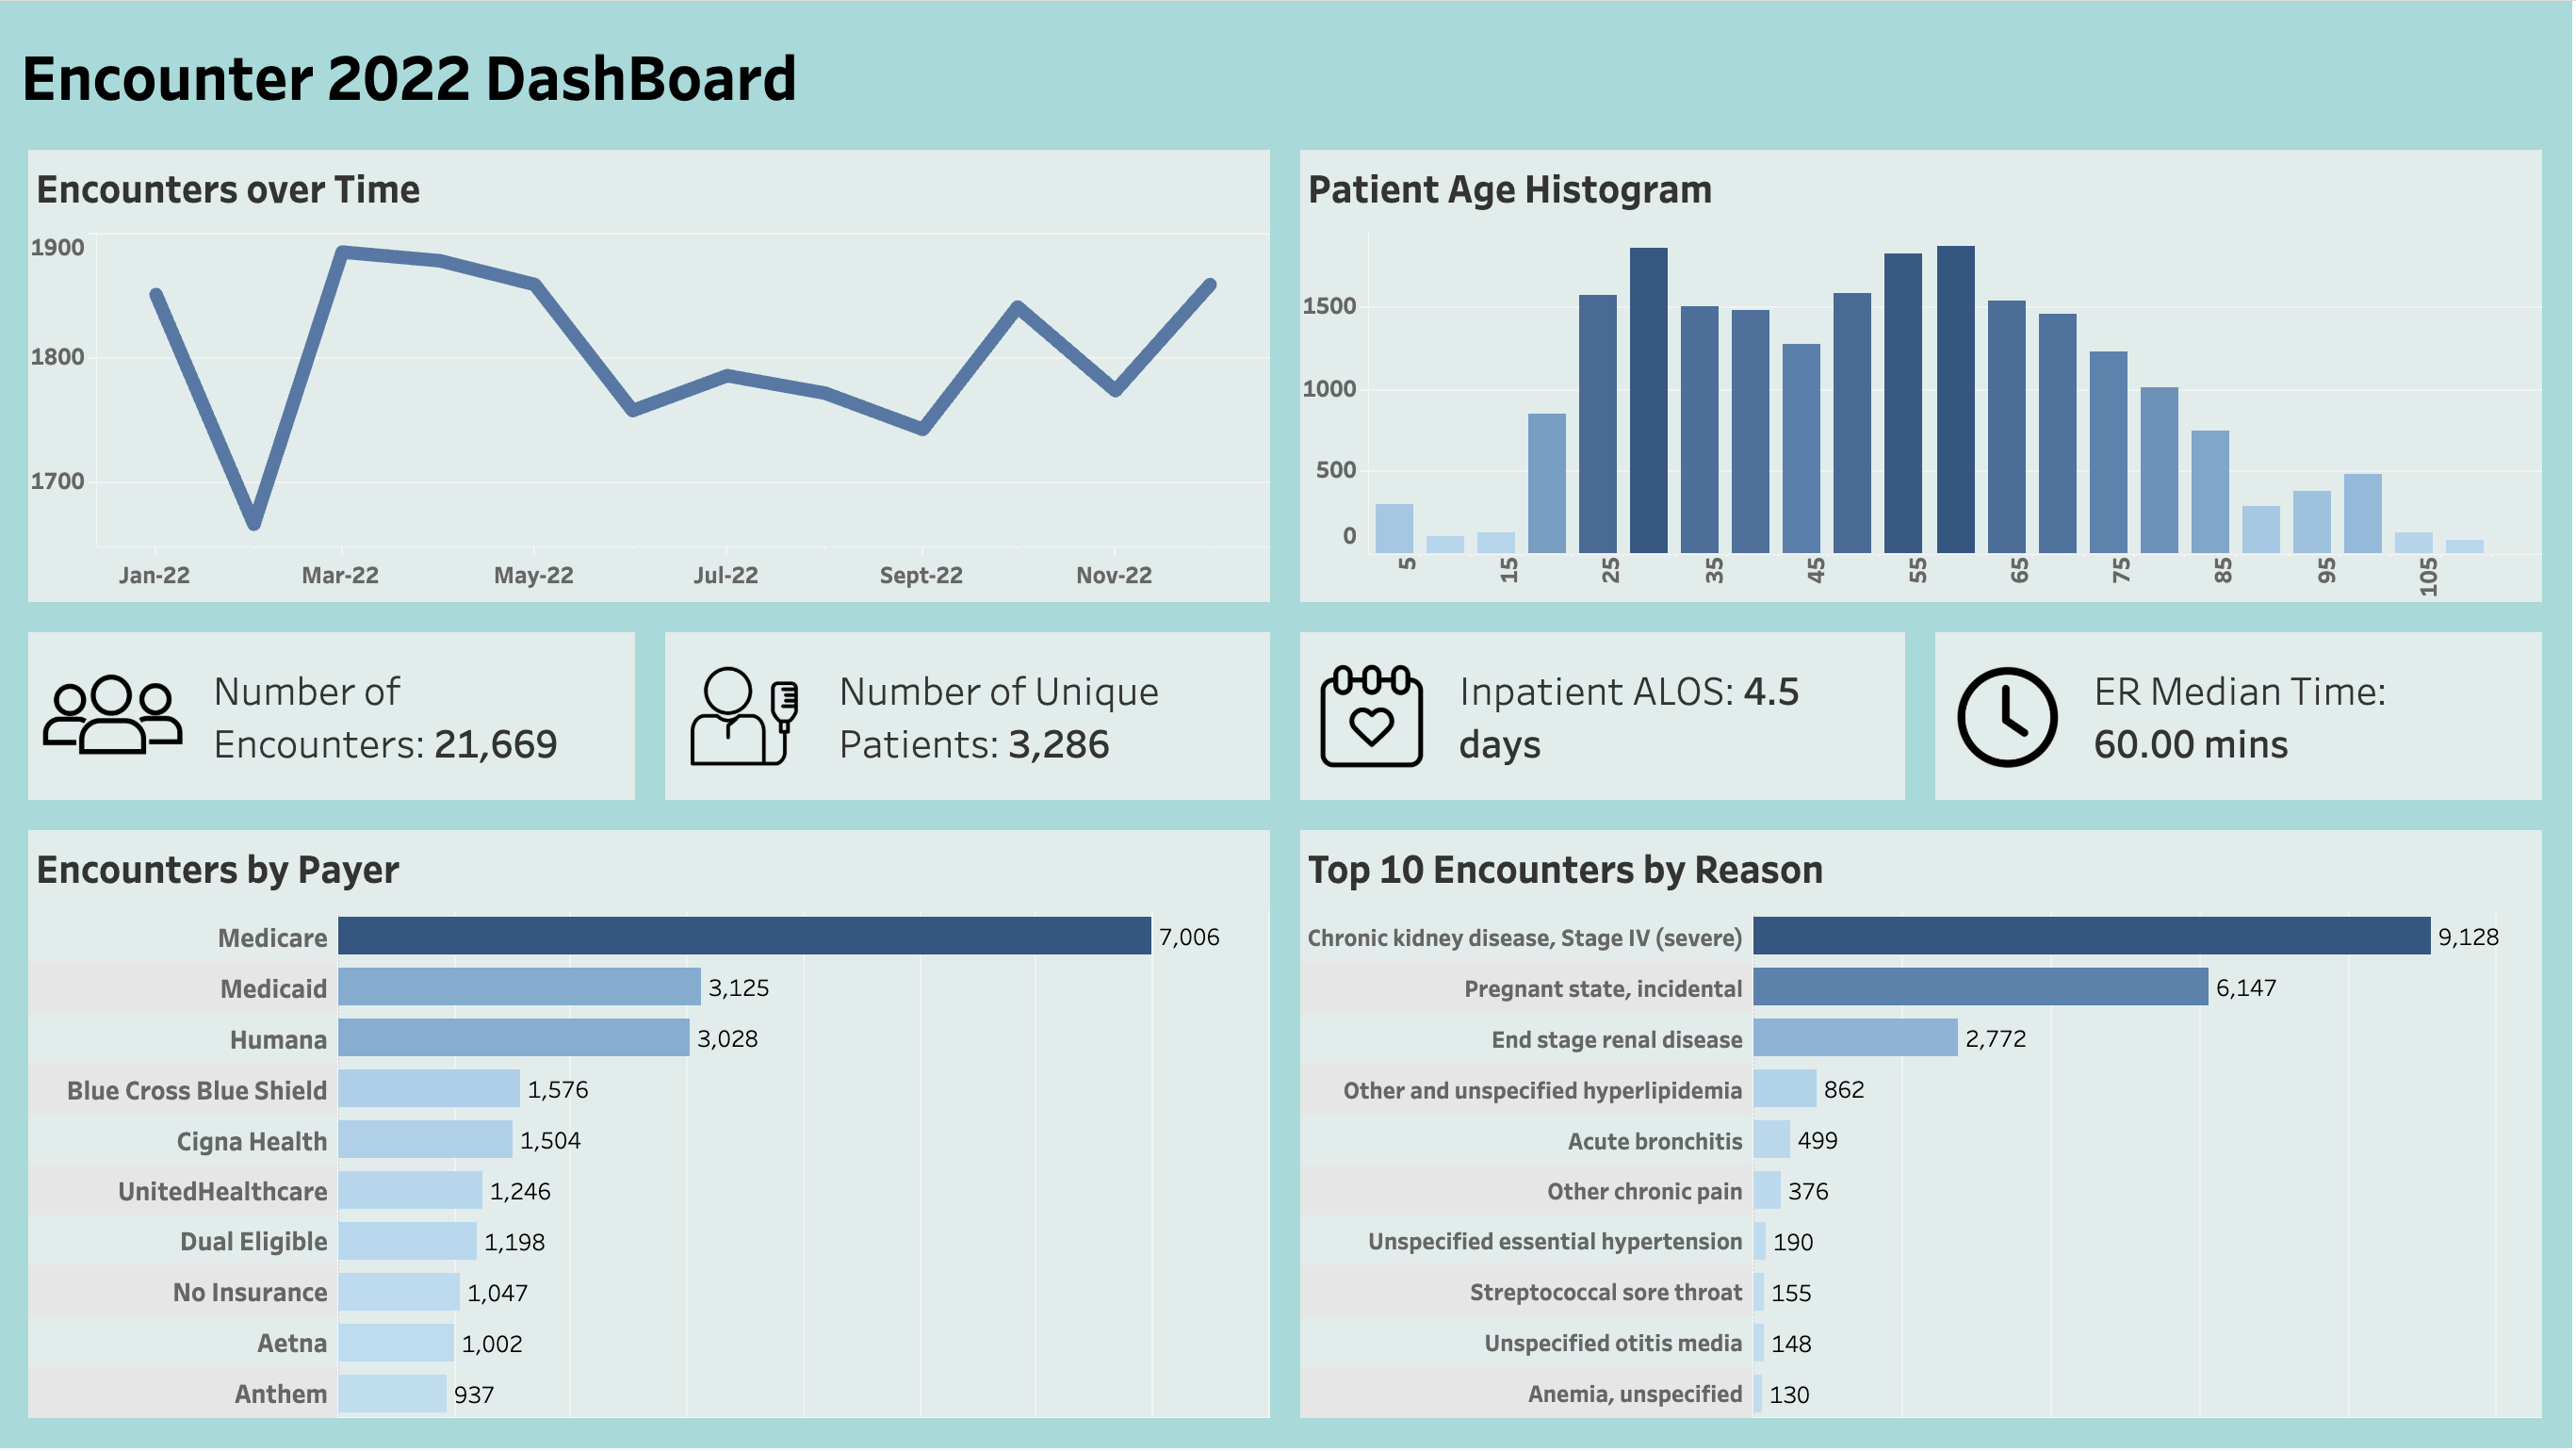 Encounter 2022 DashBoard
Encounters over Time
1900
1800
1700
Jan-22 Mar-22 May-22 Jul-22 Sept-22 Nov-22
Patient Age Histogram
1500
1000
500
0
5 15 25 35 45 55 65 75 85 95 105
Number of
Encounters: 21,669
Number of Unique
Patients: 3,286
Inpatient ALOS: 4.5
days
ER Median Time:
60.00 mins
Encounters by Payer
Medicare 7,006
Medicaid 3,125
Humana 3,028
Blue Cross Blue Shield 1,576
Cigna Health 1,504
UnitedHealthcare 1,246
Dual Eligible 1,198
No Insurance 1,047
Aetna 1,002
Anthem 937
Top 10 Encounters by Reason
Chronic kidney disease, Stage IV (severe) 9,128
Pregnant state, incidental 6,147
End stage renal disease 2,772
Other and unspecified hyperlipidemia 862
Acute bronchitis 499
Other chronic pain 376
Unspecified essential hypertension 190
Streptococcal sore throat 155
Unspecified otitis media 148
Anemia, unspecified 130